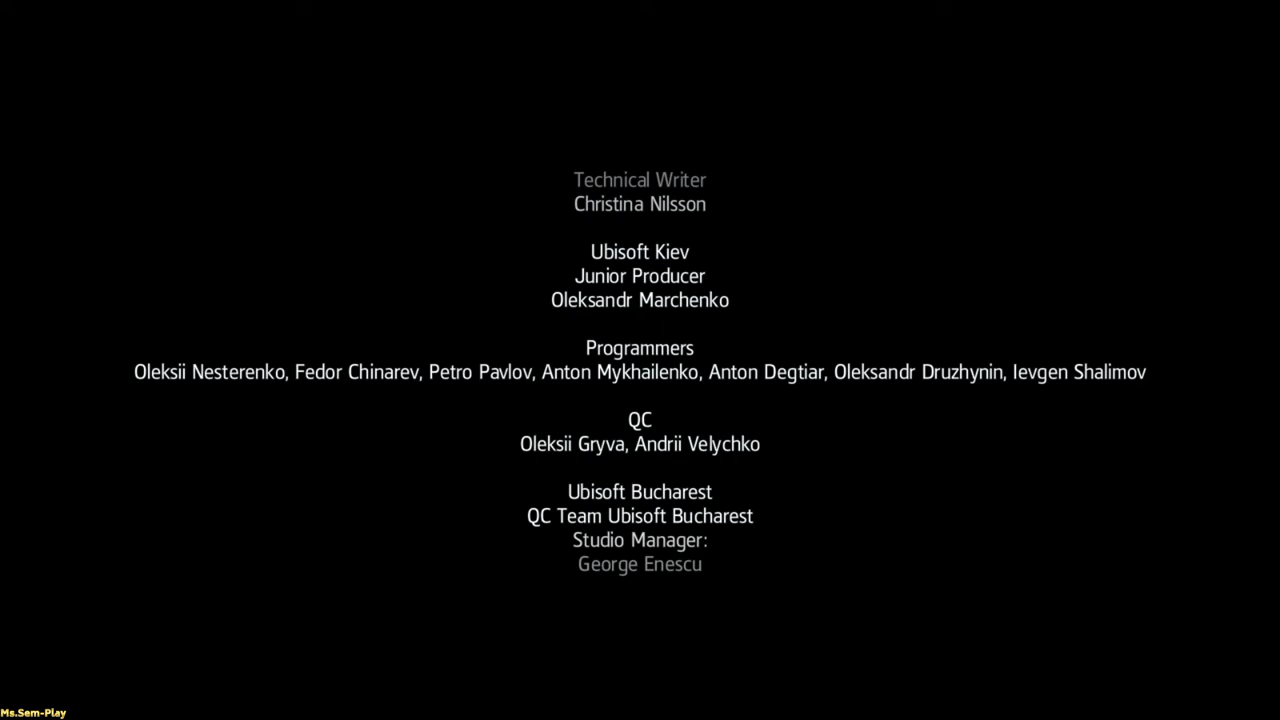 Technical Writer
Christina Nilsson
Ubisoft Kiev
Junior Producer
Oleksandr Marchenko
Programmers
Oleksii Nesterenko, Fedor Chinarev, Petro Pavlov, Anton Mykhailenko, Anton Degtiar, Oleksandr Druzhynin, Ievgen Shalimov
QC
Oleksii Gryva, Andrii Velychko
Ubisoft Bucharest
QC Team Ubisoft Bucharest
Studio Manager:
George Enescu
Ms.Sem-Play